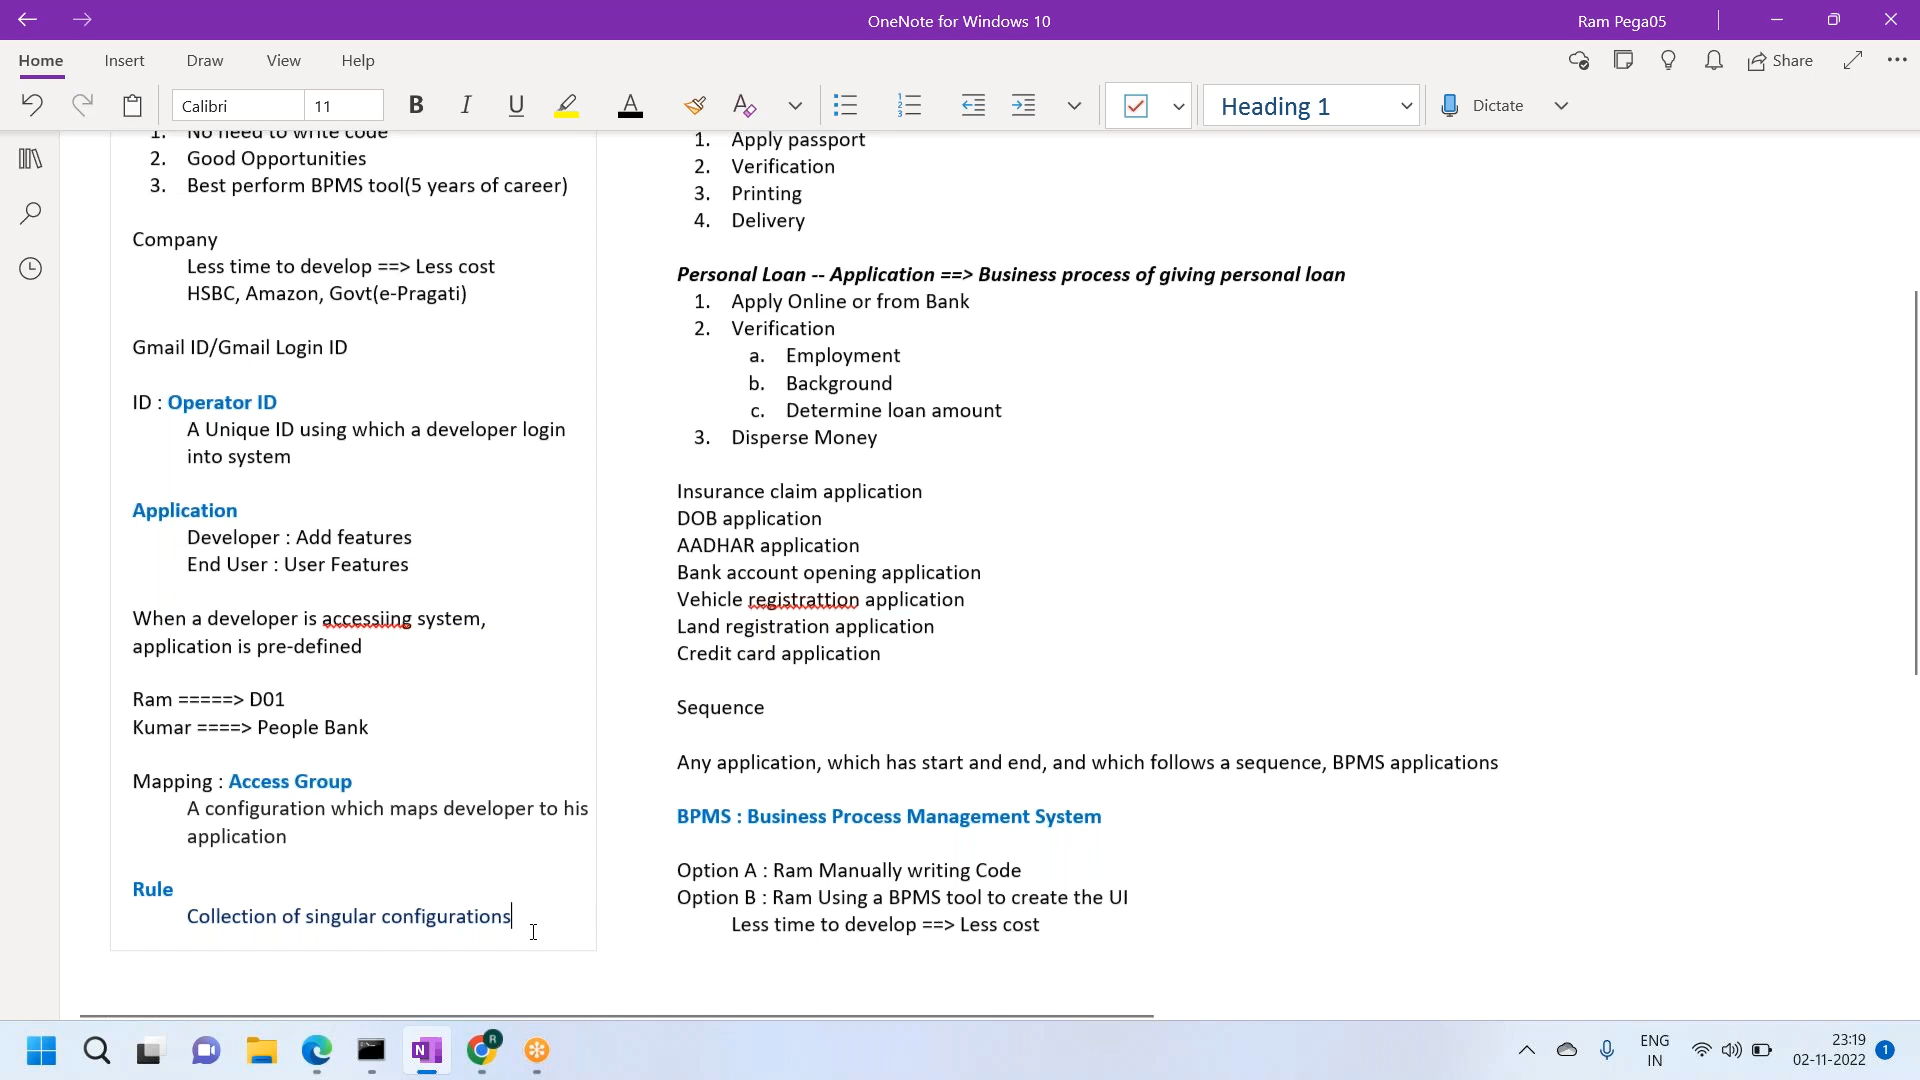 OneNote for Windows 10
Ram Pega05
Home
Insert
Draw
View
Help
Share
Calibri
11
B
I
U
A
Heading 1
Dictate
1. No need to write code
2. Good Opportunities
3. Best perform BPMS tool(5 years of career)
Company
Less time to develop ==> Less cost
HSBC, Amazon, Govt(e-Pragati)
Gmail ID/Gmail Login ID
ID : Operator ID
A Unique ID using which a developer login
into system
Application
Developer : Add features
End User : User Features
When a developer is accessiing system,
application is pre-defined
Ram =====> D01
Kumar ====> People Bank
Mapping : Access Group
A configuration which maps developer to his
application
Rule
Collection of singular configurations
1. Apply passport
2. Verification
3. Printing
4. Delivery
Personal Loan -- Application ==> Business process of giving personal loan
1. Apply Online or from Bank
2. Verification
a. Employment
b. Background
c. Determine loan amount
3. Disperse Money
Insurance claim application
DOB application
AADHAR application
Bank account opening application
Vehicle registrattion application
Land registration application
Credit card application
Sequence
Any application, which has start and end, and which follows a sequence, BPMS applications
BPMS : Business Process Management System
Option A : Ram Manually writing Code
Option B : Ram Using a BPMS tool to create the UI
Less time to develop ==> Less cost
R
ENG
IN
23:19
02-11-2022
1